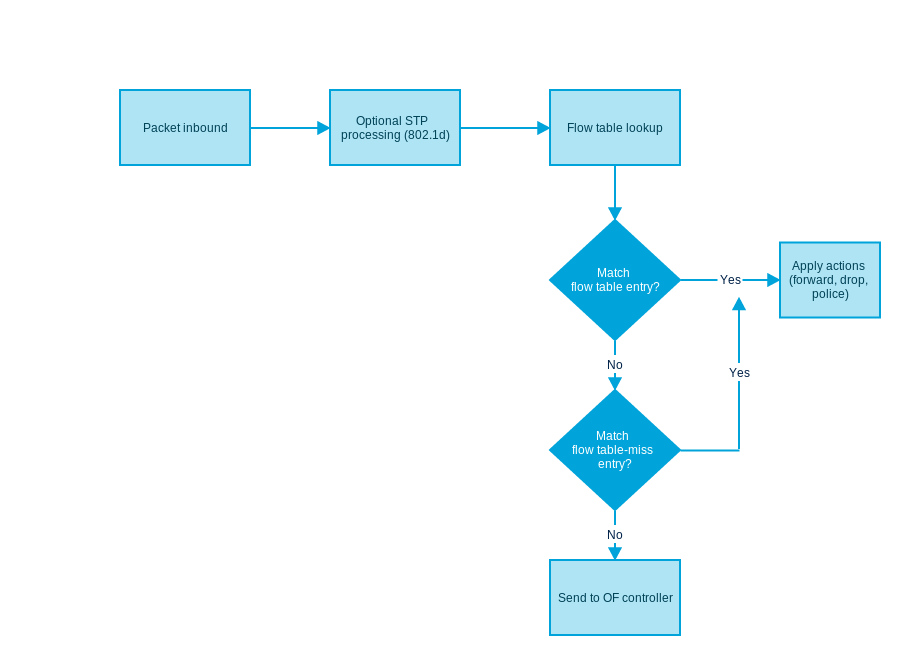 Packet inbound
Optional STP
processing (802.1d)
Flow table lookup
Match
flow table entry?
Yes
Apply actions
(forward, drop,
police)
No
Yes
Match
flow table-miss
entry?
No
Send to OF controller